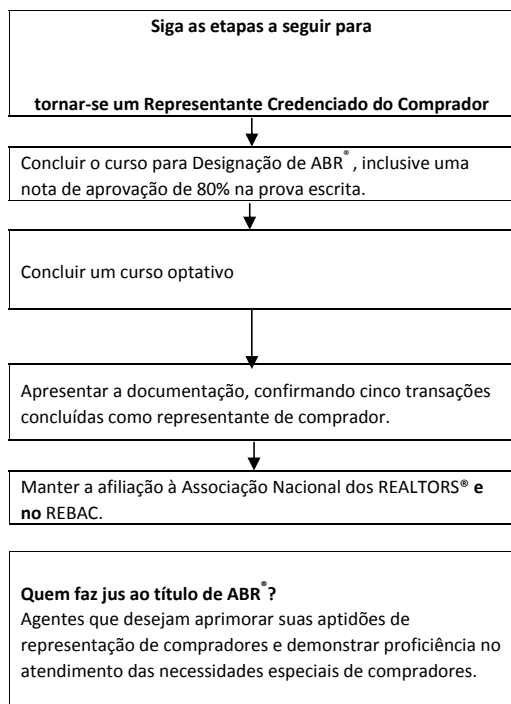 Siga as etapas a seguir para
tornar-se um Representante Credenciado do Comprador
Concluir o curso para Designação de ABR®, inclusive uma
nota de aprovação de 80% na prova escrita.
Concluir um curso optativo
Apresentar a documentação, confirmando cinco transações
concluídas como representante de comprador.
Manter a afiliação à Associação Nacional dos REALTORS® e
no REBAC.
Quem faz jus ao título de ABR®?
Agentes que desejam aprimorar suas aptidões de
representação de compradores e demonstrar proficiência no
atendimento das necessidades especiais de compradores.